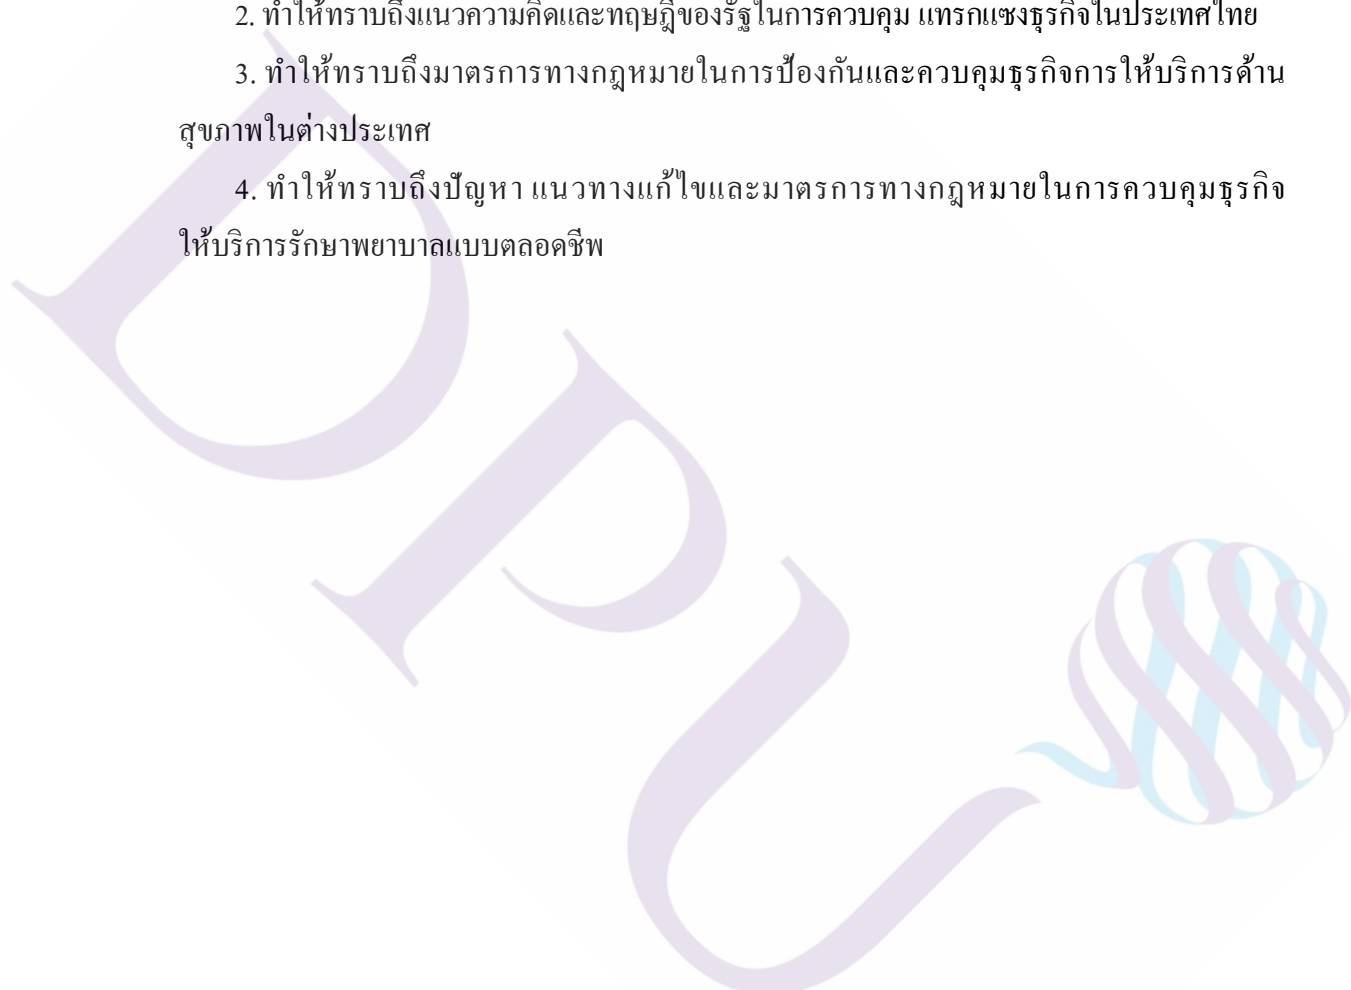 2. ทำให้ทราบถึงแนวความคิดและทฤษฎีของรัฐในการควบคุม แทรกแซงธุรกิจในประเทศไทย
3. ทำให้ทราบถึงมาตรการทางกฎหมายในการป้องกันและควบคุมธุรกิจการให้บริการด้าน
สุขภาพในต่างประเทศ
4. ทำให้ทราบถึงปัญหา แนวทางแก้ไขและมาตรการทางกฎหมายในการควบคุมธุรกิจ
ให้บริการรักษาพยาบาลแบบตลอดชีพ
DPU